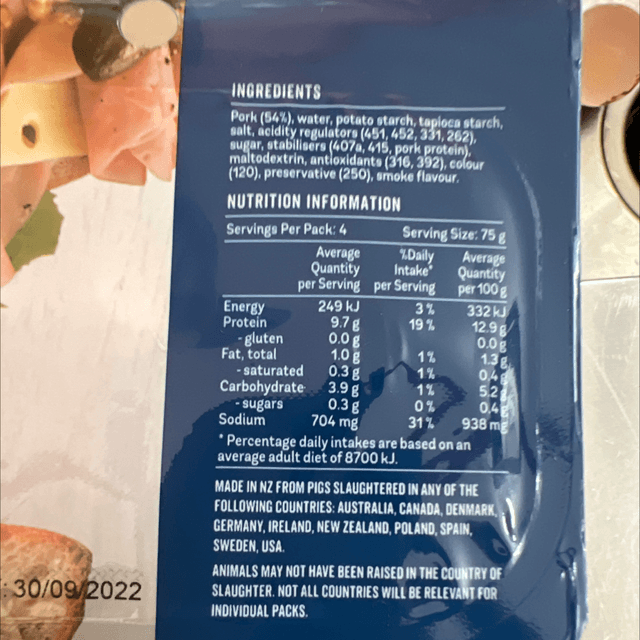 INGREDIENTS
Pork (54%), water, potato starch, tapioca starch,
salt, acidity regulators (451, 452, 331, 262),
sugar, stabilisers (407a, 415, pork protein),
maltodextrin, antioxidants (316, 392), colour
(120), preservative (250), smoke flavour.
NUTRITION INFORMATION
Servings Per Pack: 4 Serving Size: 75 g
Average %Daily Average
Quantity Intake* Quantity
per Serving per Serving per 100 g
Energy 249 kJ 3 % 332 kJ
Protein 9.7 g 19 % 12.9 g
- gluten 0.0 g 0.0 g
Fat, total 1.0 g 1 % 1.3 g
- saturated 0.3 g 1 % 0.4 g
Carbohydrate 3.9 g 1 % 5.2 g
- sugars 0.3 g 0 % 0.4 g
Sodium 704 mg 31 % 938 mg
* Percentage daily intakes are based on an
average adult diet of 8700 kJ.
MADE IN NZ FROM PIGS SLAUGHTERED IN ANY OF THE
FOLLOWING COUNTRIES: AUSTRALIA, CANADA, DENMARK,
GERMANY, IRELAND, NEW ZEALAND, POLAND, SPAIN,
SWEDEN, USA.
ANIMALS MAY NOT HAVE BEEN RAISED IN THE COUNTRY OF
SLAUGHTER. NOT ALL COUNTRIES WILL BE RELEVANT FOR
INDIVIDUAL PACKS.
: 30/09/2022